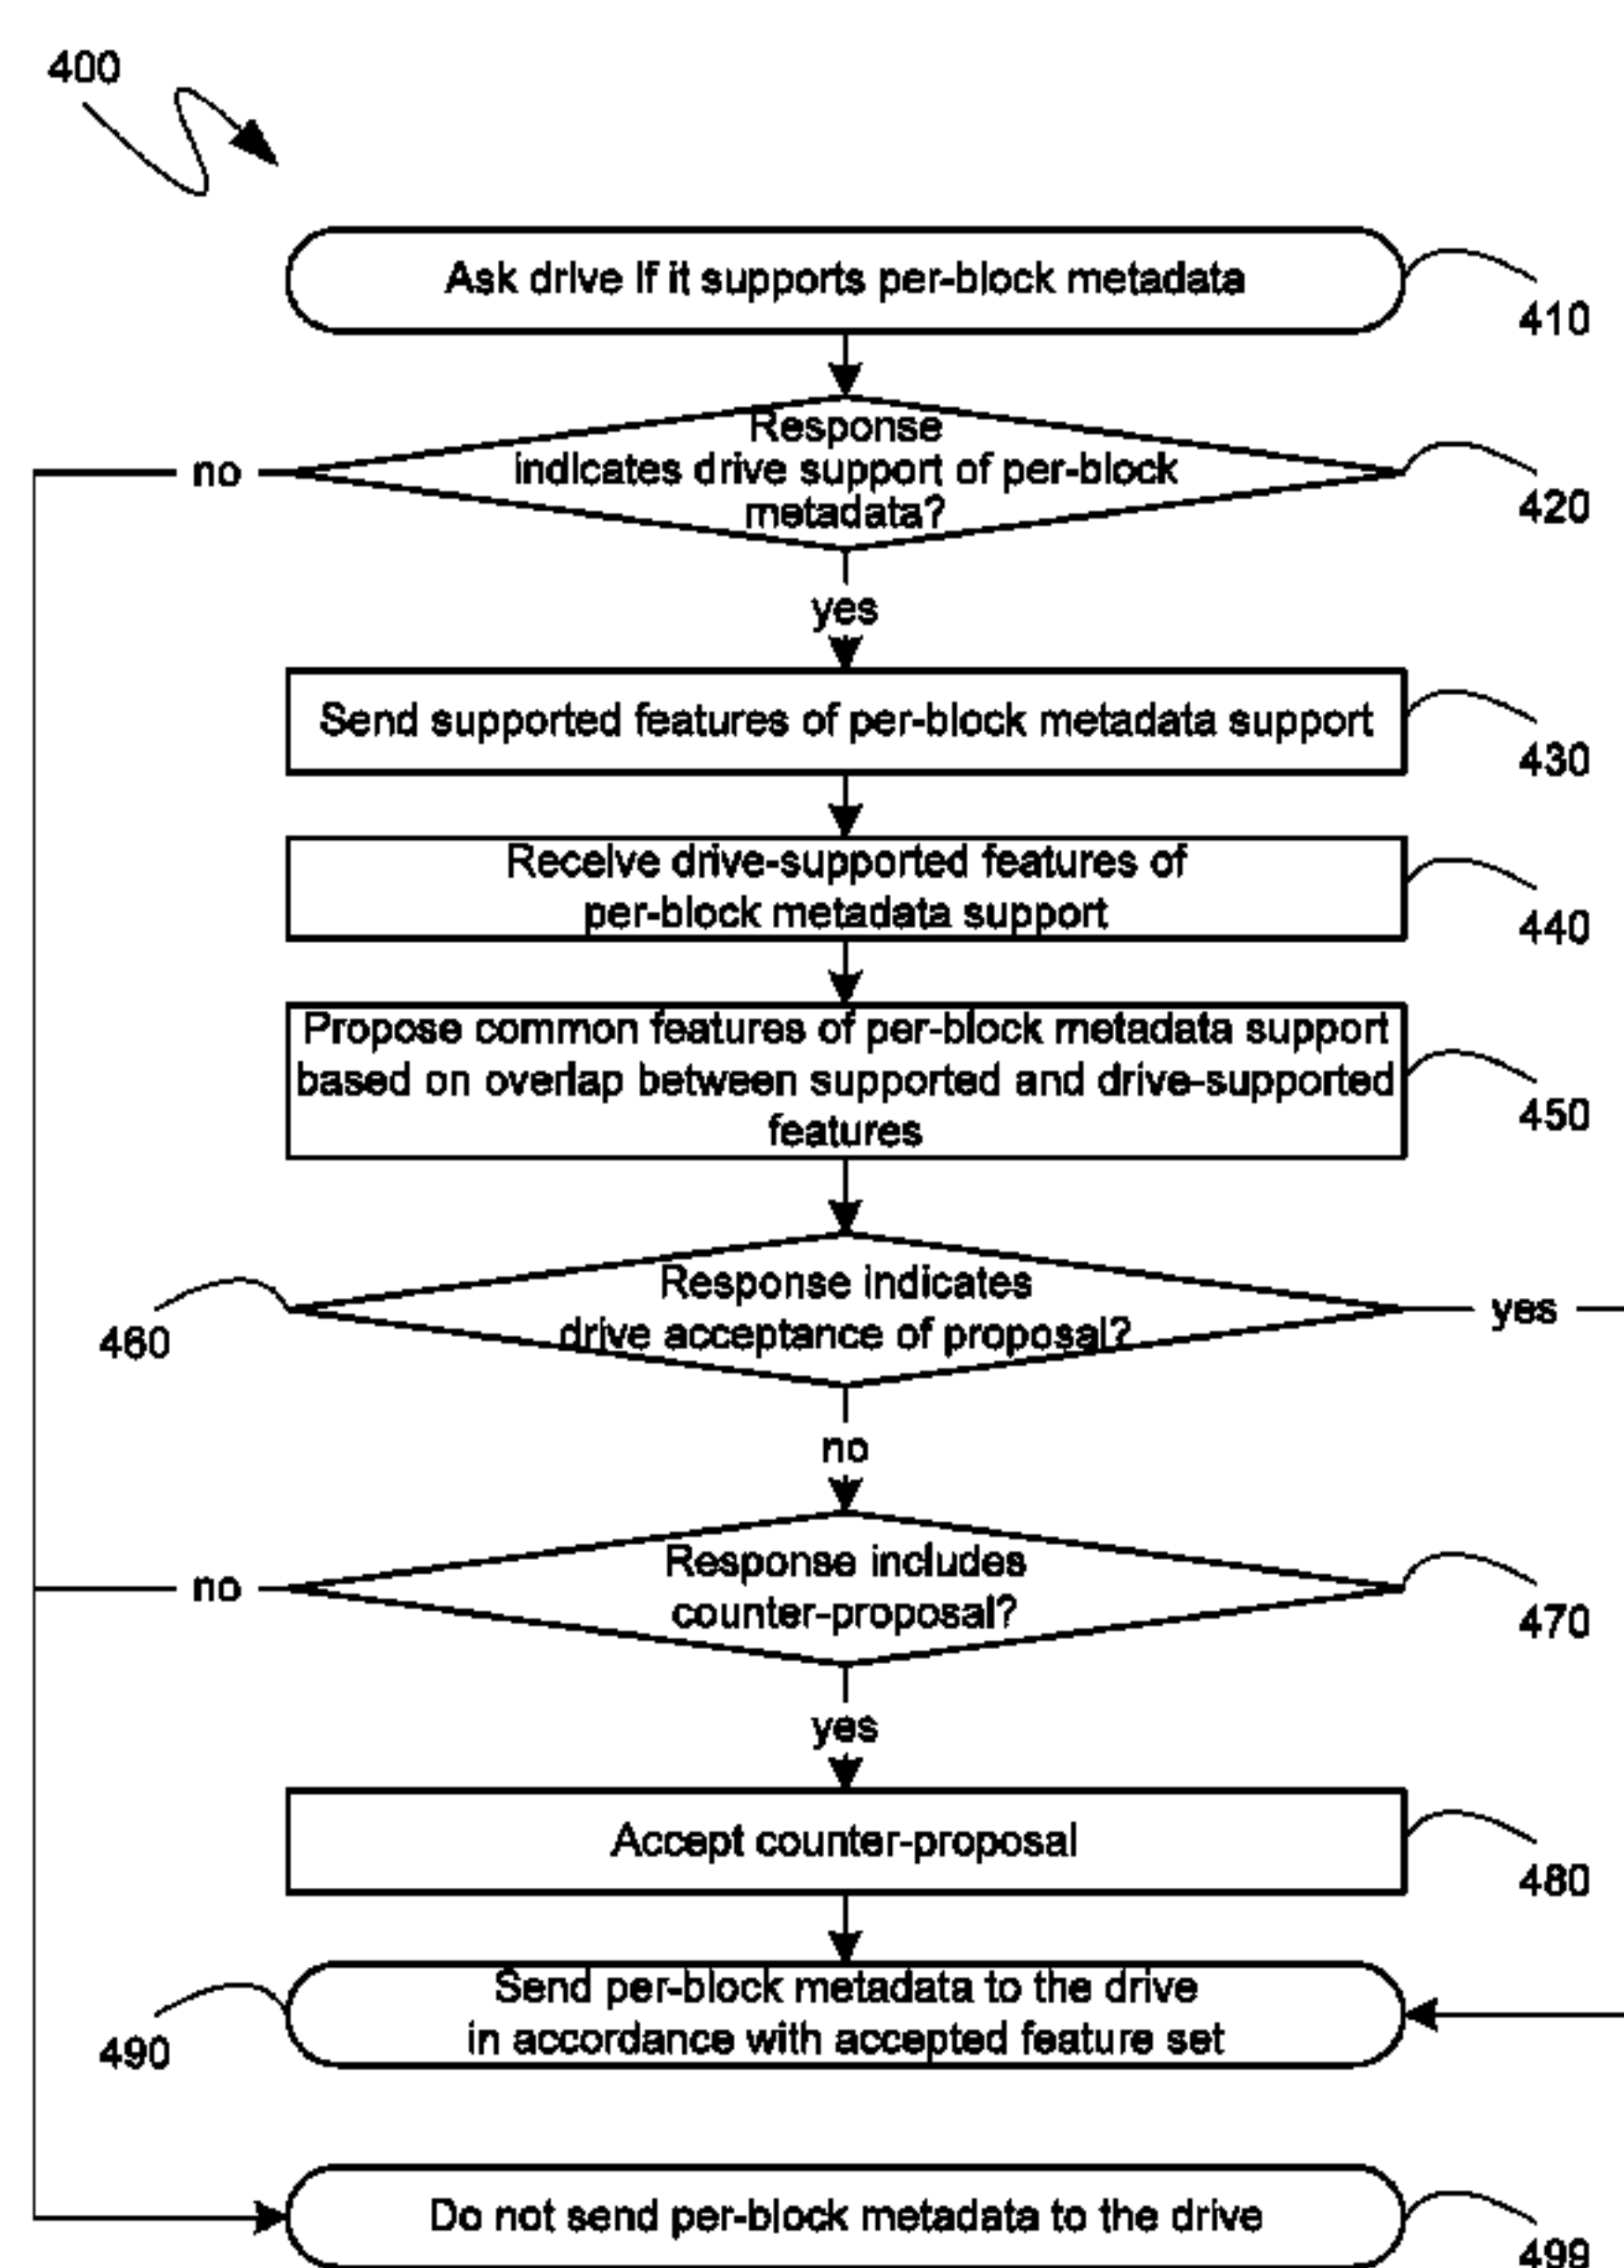 400
Ask drive if it supports per-block metadata
410
Response
indicates drive support of per-block
metadata?
no
420
yes
Send supported features of per-block metadata support
430
Receive drive-supported features of
per-block metadata support
440
Propose common features of per-block metadata support
based on overlap between supported and drive-supported
features
450
Response indicates
drive acceptance of proposal?
yes
460
no
Response includes
counter-proposal?
no
470
yes
Accept counter-proposal
480
Send per-block metadata to the drive
in accordance with accepted feature set
490
Do not send per-block metadata to the drive
499